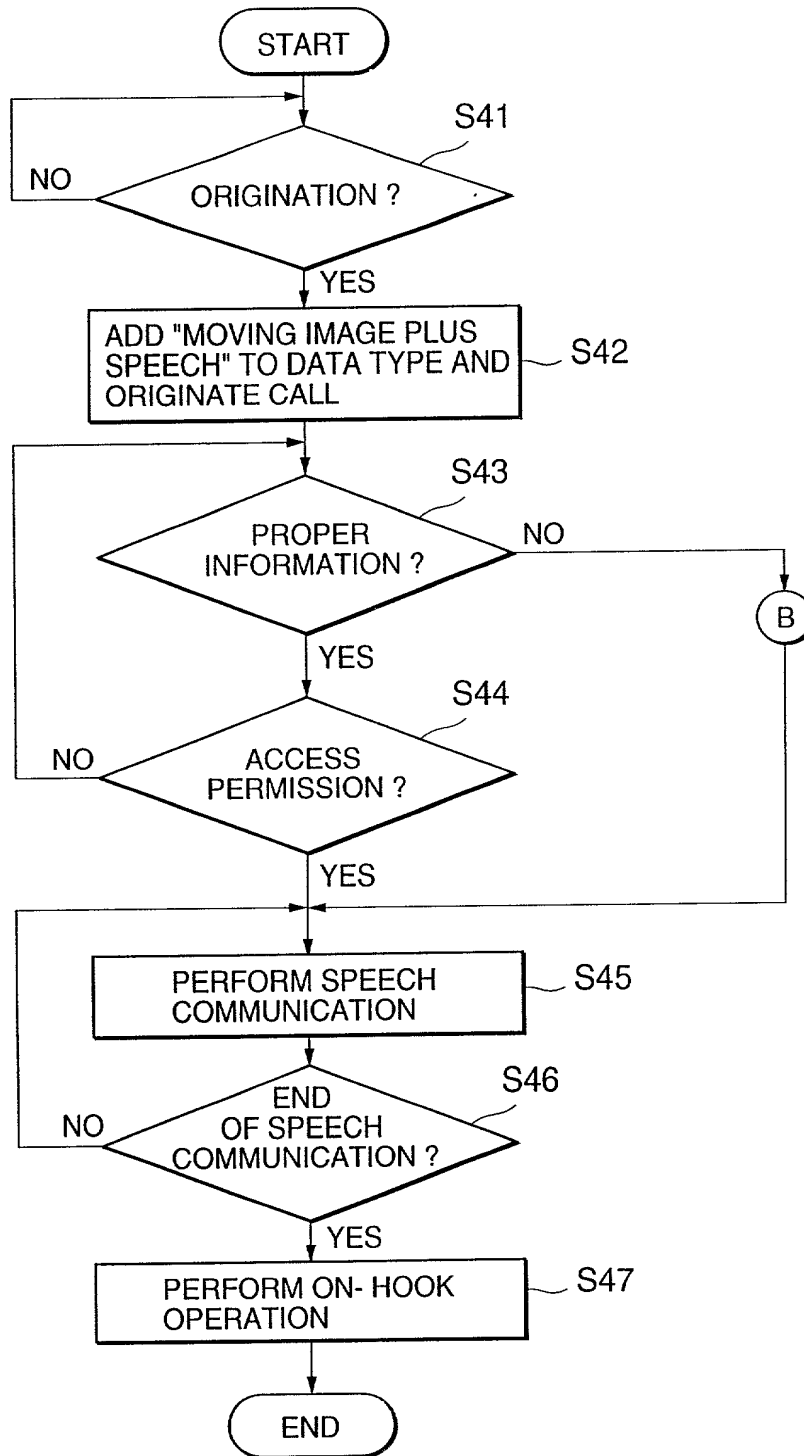 START
S41
NO
ORIGINATION ?
YES
ADD "MOVING IMAGE PLUS
SPEECH" TO DATA TYPE AND
ORIGINATE CALL
S42
S43
PROPER
INFORMATION ?
NO
B
YES
S44
NO
ACCESS
PERMISSION ?
YES
PERFORM SPEECH
COMMUNICATION
S45
S46
END
OF SPEECH
COMMUNICATION ?
NO
YES
PERFORM ON- HOOK
OPERATION
S47
END